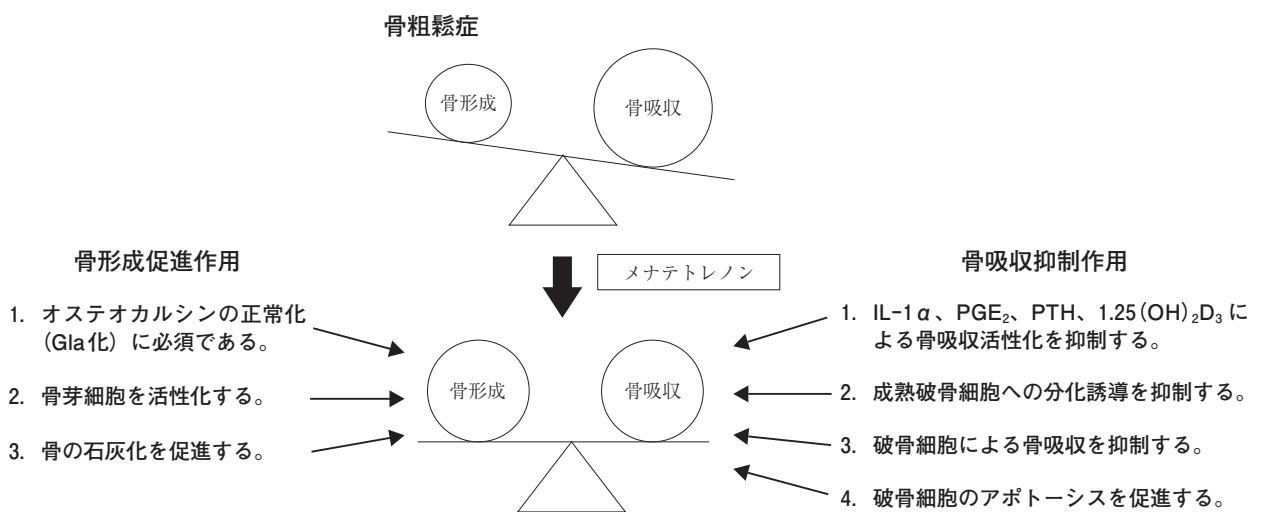 骨粗鬆症
骨形成
骨吸収
メナテトレノン
骨形成促進作用
1. オステオカルシンの正常化
(Gla化)に必須である。
2. 骨芽細胞を活性化する。
3. 骨の石灰化を促進する。
骨形成
骨吸収
骨吸収抑制作用
1. IL-1α、PGE₂、PTH、1.25(OH)₂D₃に
よる骨吸収活性化を抑制する。
2. 成熟破骨細胞への分化誘導を抑制する。
3. 破骨細胞による骨吸収を抑制する。
4. 破骨細胞のアポトーシスを促進する。